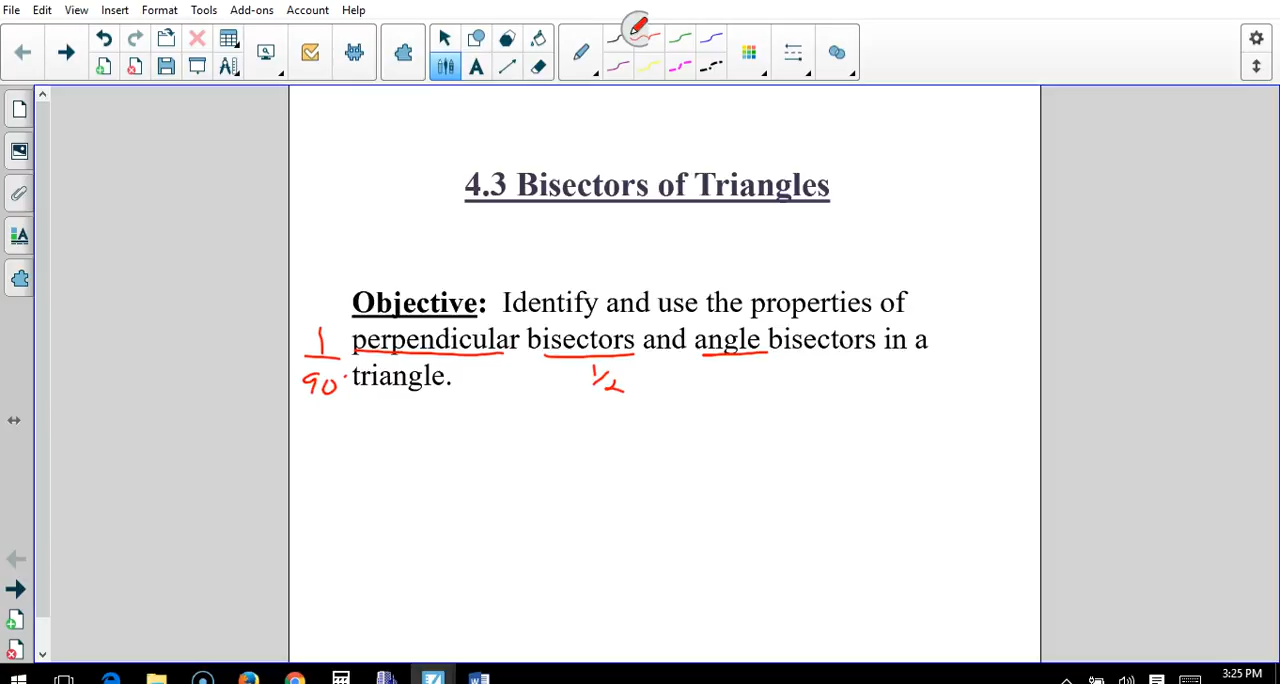 File Edit View Insert Format Tools Add-ons Account Help
4.3 Bisectors of Triangles
Objective: Identify and use the properties of
perpendicular bisectors and angle bisectors in a
triangle.
90°
1/2
3:25 PM